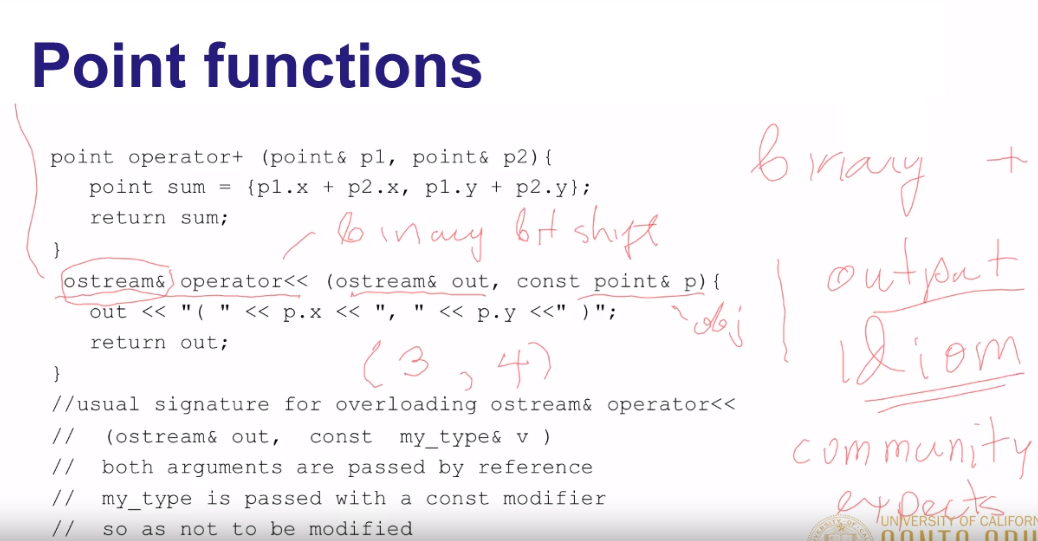 Point functions
binary +
point operator+ (point& p1, point& p2){
point sum = {p1.x + p2.x, p1.y + p2.y};
return sum;
binary bit shift
}
output
ostream& operator<< (ostream& out, const point& p){
out << "( " << p.x << ", " << p.y <<" )";
obj
return out;
Idiom
(3, 4)
}
//usual signature for overloading ostream& operator<<
// (ostream& out, const my_type& v )
community
// both arguments are passed by reference
// my_type is passed with a const modifier
expects
// so as not to be modified
UNIVERSITY OF CALIFORN